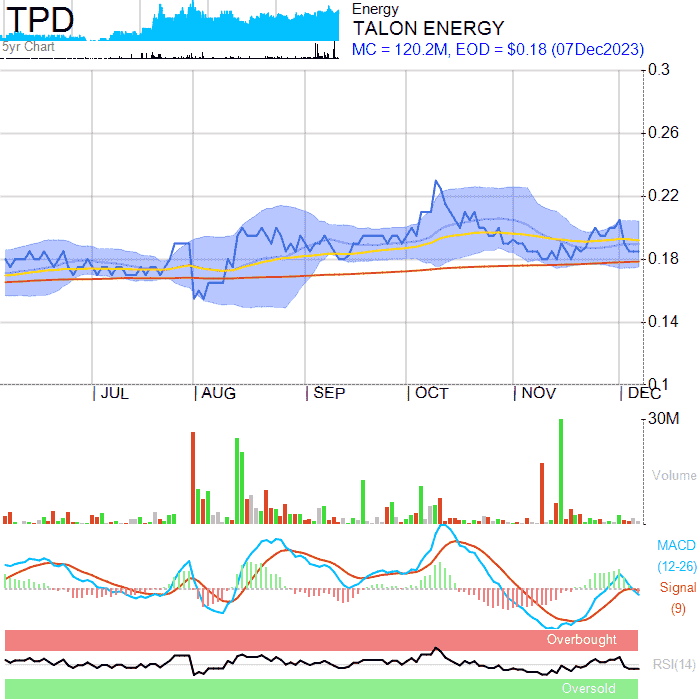 TPD
5yr Chart
Energy
TALON ENERGY
MC = 120.2M, EOD = $0.18 (07Dec2023)
0.3
0.26
0.22
0.18
0.14
0.1
JUL AUG SEP OCT NOV DEC
30M
Volume
MACD
(12-26)
Signal
(9)
Overbought
RSI(14)
Oversold